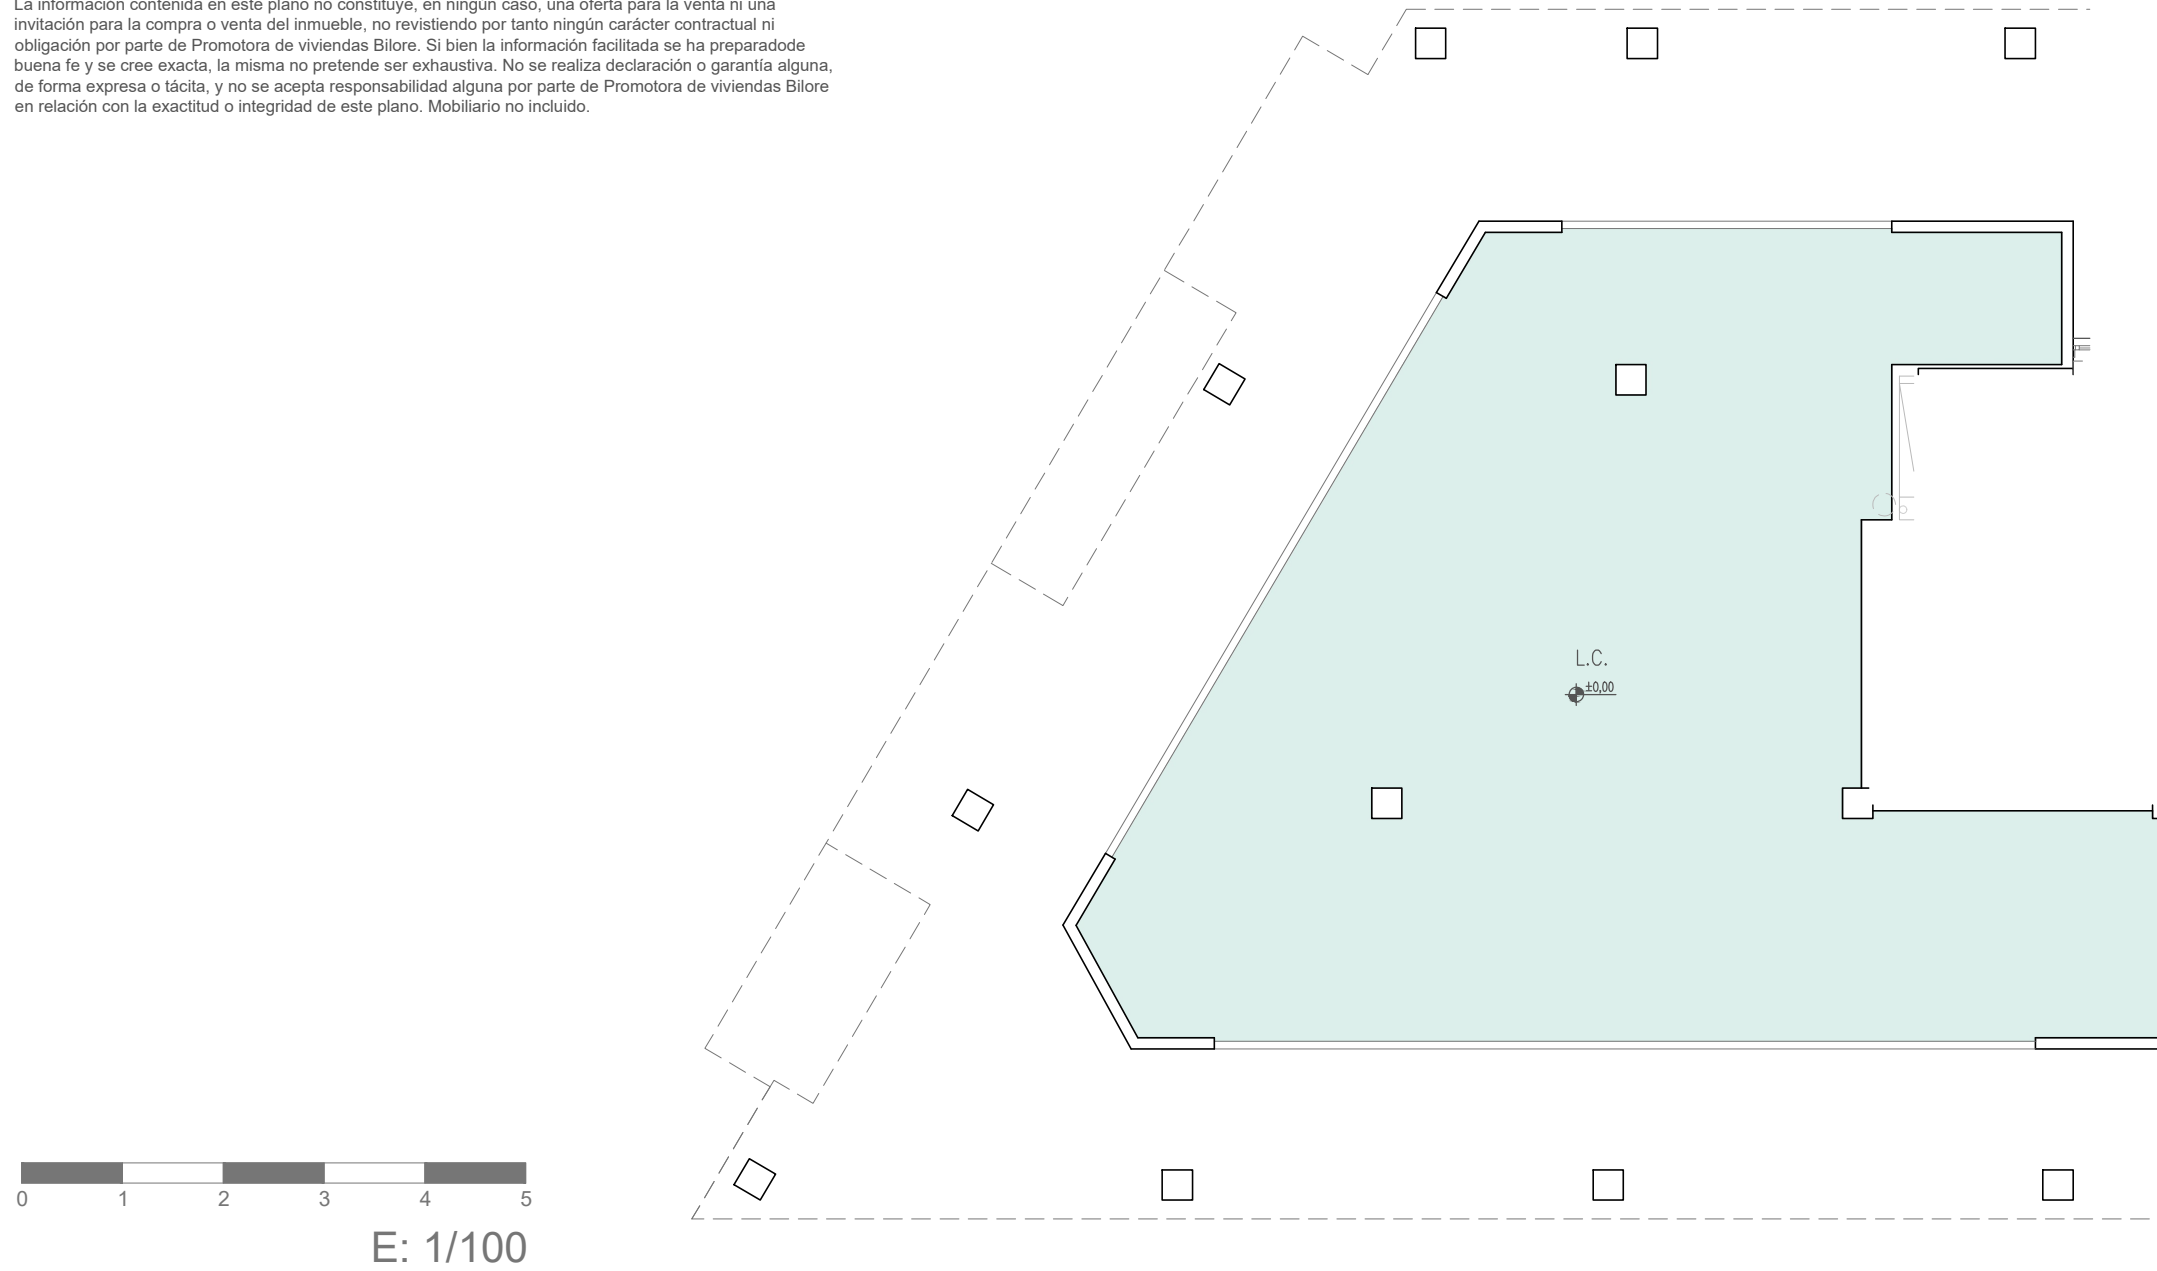 La información contenida en este plano no constituye, en ningún caso, una oferta para la venta ni una
invitación para la compra o venta del inmueble, no revistiendo por tanto ningún carácter contractual ni
obligación por parte de Promotora de viviendas Bilore. Si bien la información facilitada se ha preparadode
buena fe y se cree exacta, la misma no pretende ser exhaustiva. No se realiza declaración o garantía alguna,
de forma expresa o tácita, y no se acepta responsabilidad alguna por parte de Promotora de viviendas Bilore
en relación con la exactitud o integridad de este plano. Mobiliario no incluido.
L.C.
±0,00
0 1 2 3 4 5
E: 1/100